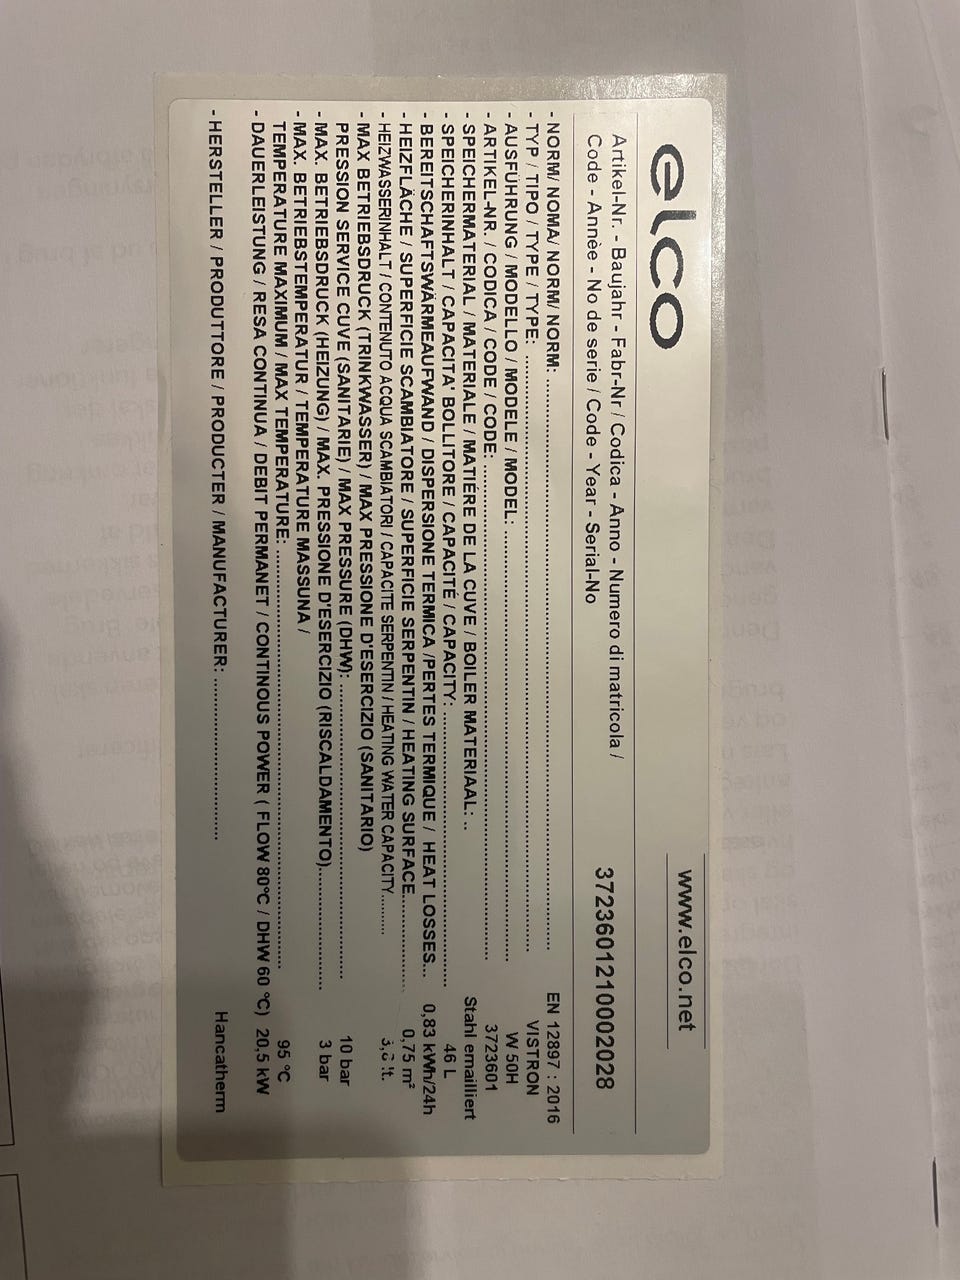 elco
www.elco.net
Artikel-Nr. - Baujahr - Fabr-Nr / Codica - Anno - Numero di matricola /
Code - Annèe - No de serie / Code - Year - Serial-No
3723601210002028
- NORM/ NOMA/ NORM/ NORM: ........................................ EN 12897 : 2016
- TYP / TIPO / TYPE / TYPE: ........................................ VISTRON
- AUSFÜHRUNG / MODELLO / MODELE / MODEL: ........................................ W 50H
- ARTIKEL-NR. / CODICA / CODE / CODE: ........................................ 3723601
- SPEICHERMATERIAL / MATERIALE / MATIÈRE DE LA CUVE / BOILER MATERIAAL: .. Stahl emailliert
- SPEICHERINHALT / CAPACITA' BOLLITORE / CAPACITÉ / CAPACITY: ........................................ 46 L
- BEREITSCHAFTSWÄRMEAUFWAND / DISPERSIONE TERMICA /PERTES TERMIQUE / HEAT LOSSES... 0,83 kWh/24h
- HEIZFLÄCHE / SUPERFICIE SCAMBIATORE / SUPERFICIE SERPENTIN / HEATING SURFACE.................... 0,75 m²
- HEIZWASSERINHALT / CONTENUTO ACQUA SCAMBIATORI / CAPACITE SERPENTIN / HEATING WATER CAPACITY..........
- MAX BETRIEBSDRUCK (TRINKWASSER) / MAX PRESSIONE D'ESERCIZIO (SANITARIO)
PRESSION SERVICE CUVE (SANITARIE) / MAX PRESSURE (DHW): ........................................ 10 bar
- MAX. BETRIEBSDRUCK (HEIZUNG) / MAX. PRESSIONE D'ESERCIZIO (RISCALDAMENTO)......................... 3 bar
- MAX. BETRIEBSTEMPERATUR / TEMPERATURE MASSUNA /
TEMPERATURE MAXIMUM / MAX TEMPERATURE: ........................................ 95 °C
- DAUERLEISTUNG / RESA CONTINUA / DEBIT PERMANET / CONTINOUS POWER ( FLOW 80°C / DHW 60 °C) 20,5 kW
- HERSTELLER / PRODUTTORE / PRODUCTER / MANUFACTURER: ........................................ Hancatherm